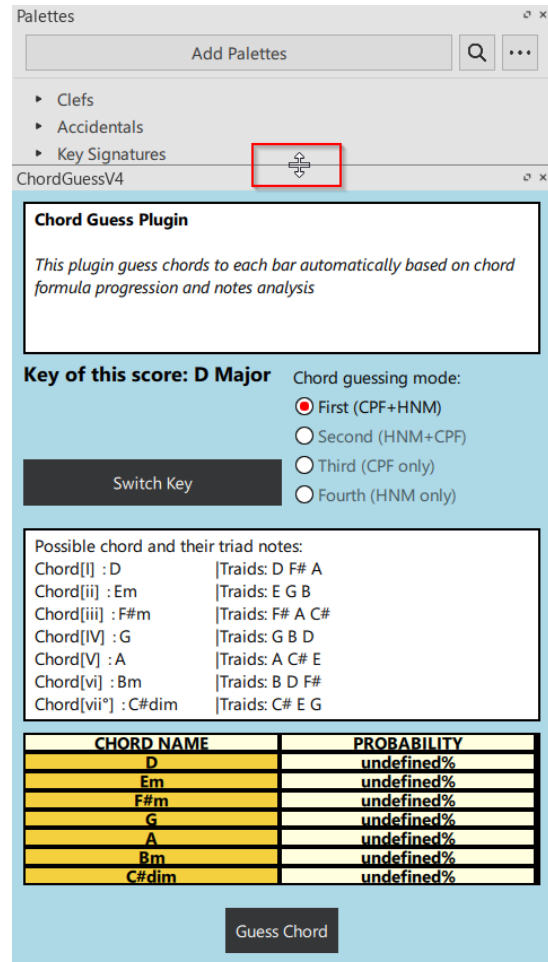 Palettes
Add Palettes
Clefs
Accidentals
Key Signatures
ChordGuessV4
Chord Guess Plugin
This plugin guess chords to each bar automatically based on chord
formula progression and notes analysis
Key of this score: D Major
Chord guessing mode:
First (CPF+HNM)
Second (HNM+CPF)
Third (CPF only)
Fourth (HNM only)
Switch Key
Possible chord and their triad notes:
Chord[I] : D |Traids: D F# A
Chord[ii] : Em |Traids: E G B
Chord[iii] : F#m |Traids: F# A C#
Chord[IV] : G |Traids: G B D
Chord[V] : A |Traids: A C# E
Chord[vi] : Bm |Traids: B D F#
Chord[vii°] : C#dim |Traids: C# E G
CHORD NAME PROBABILITY
D undefined%
Em undefined%
F#m undefined%
G undefined%
A undefined%
Bm undefined%
C#dim undefined%
Guess Chord